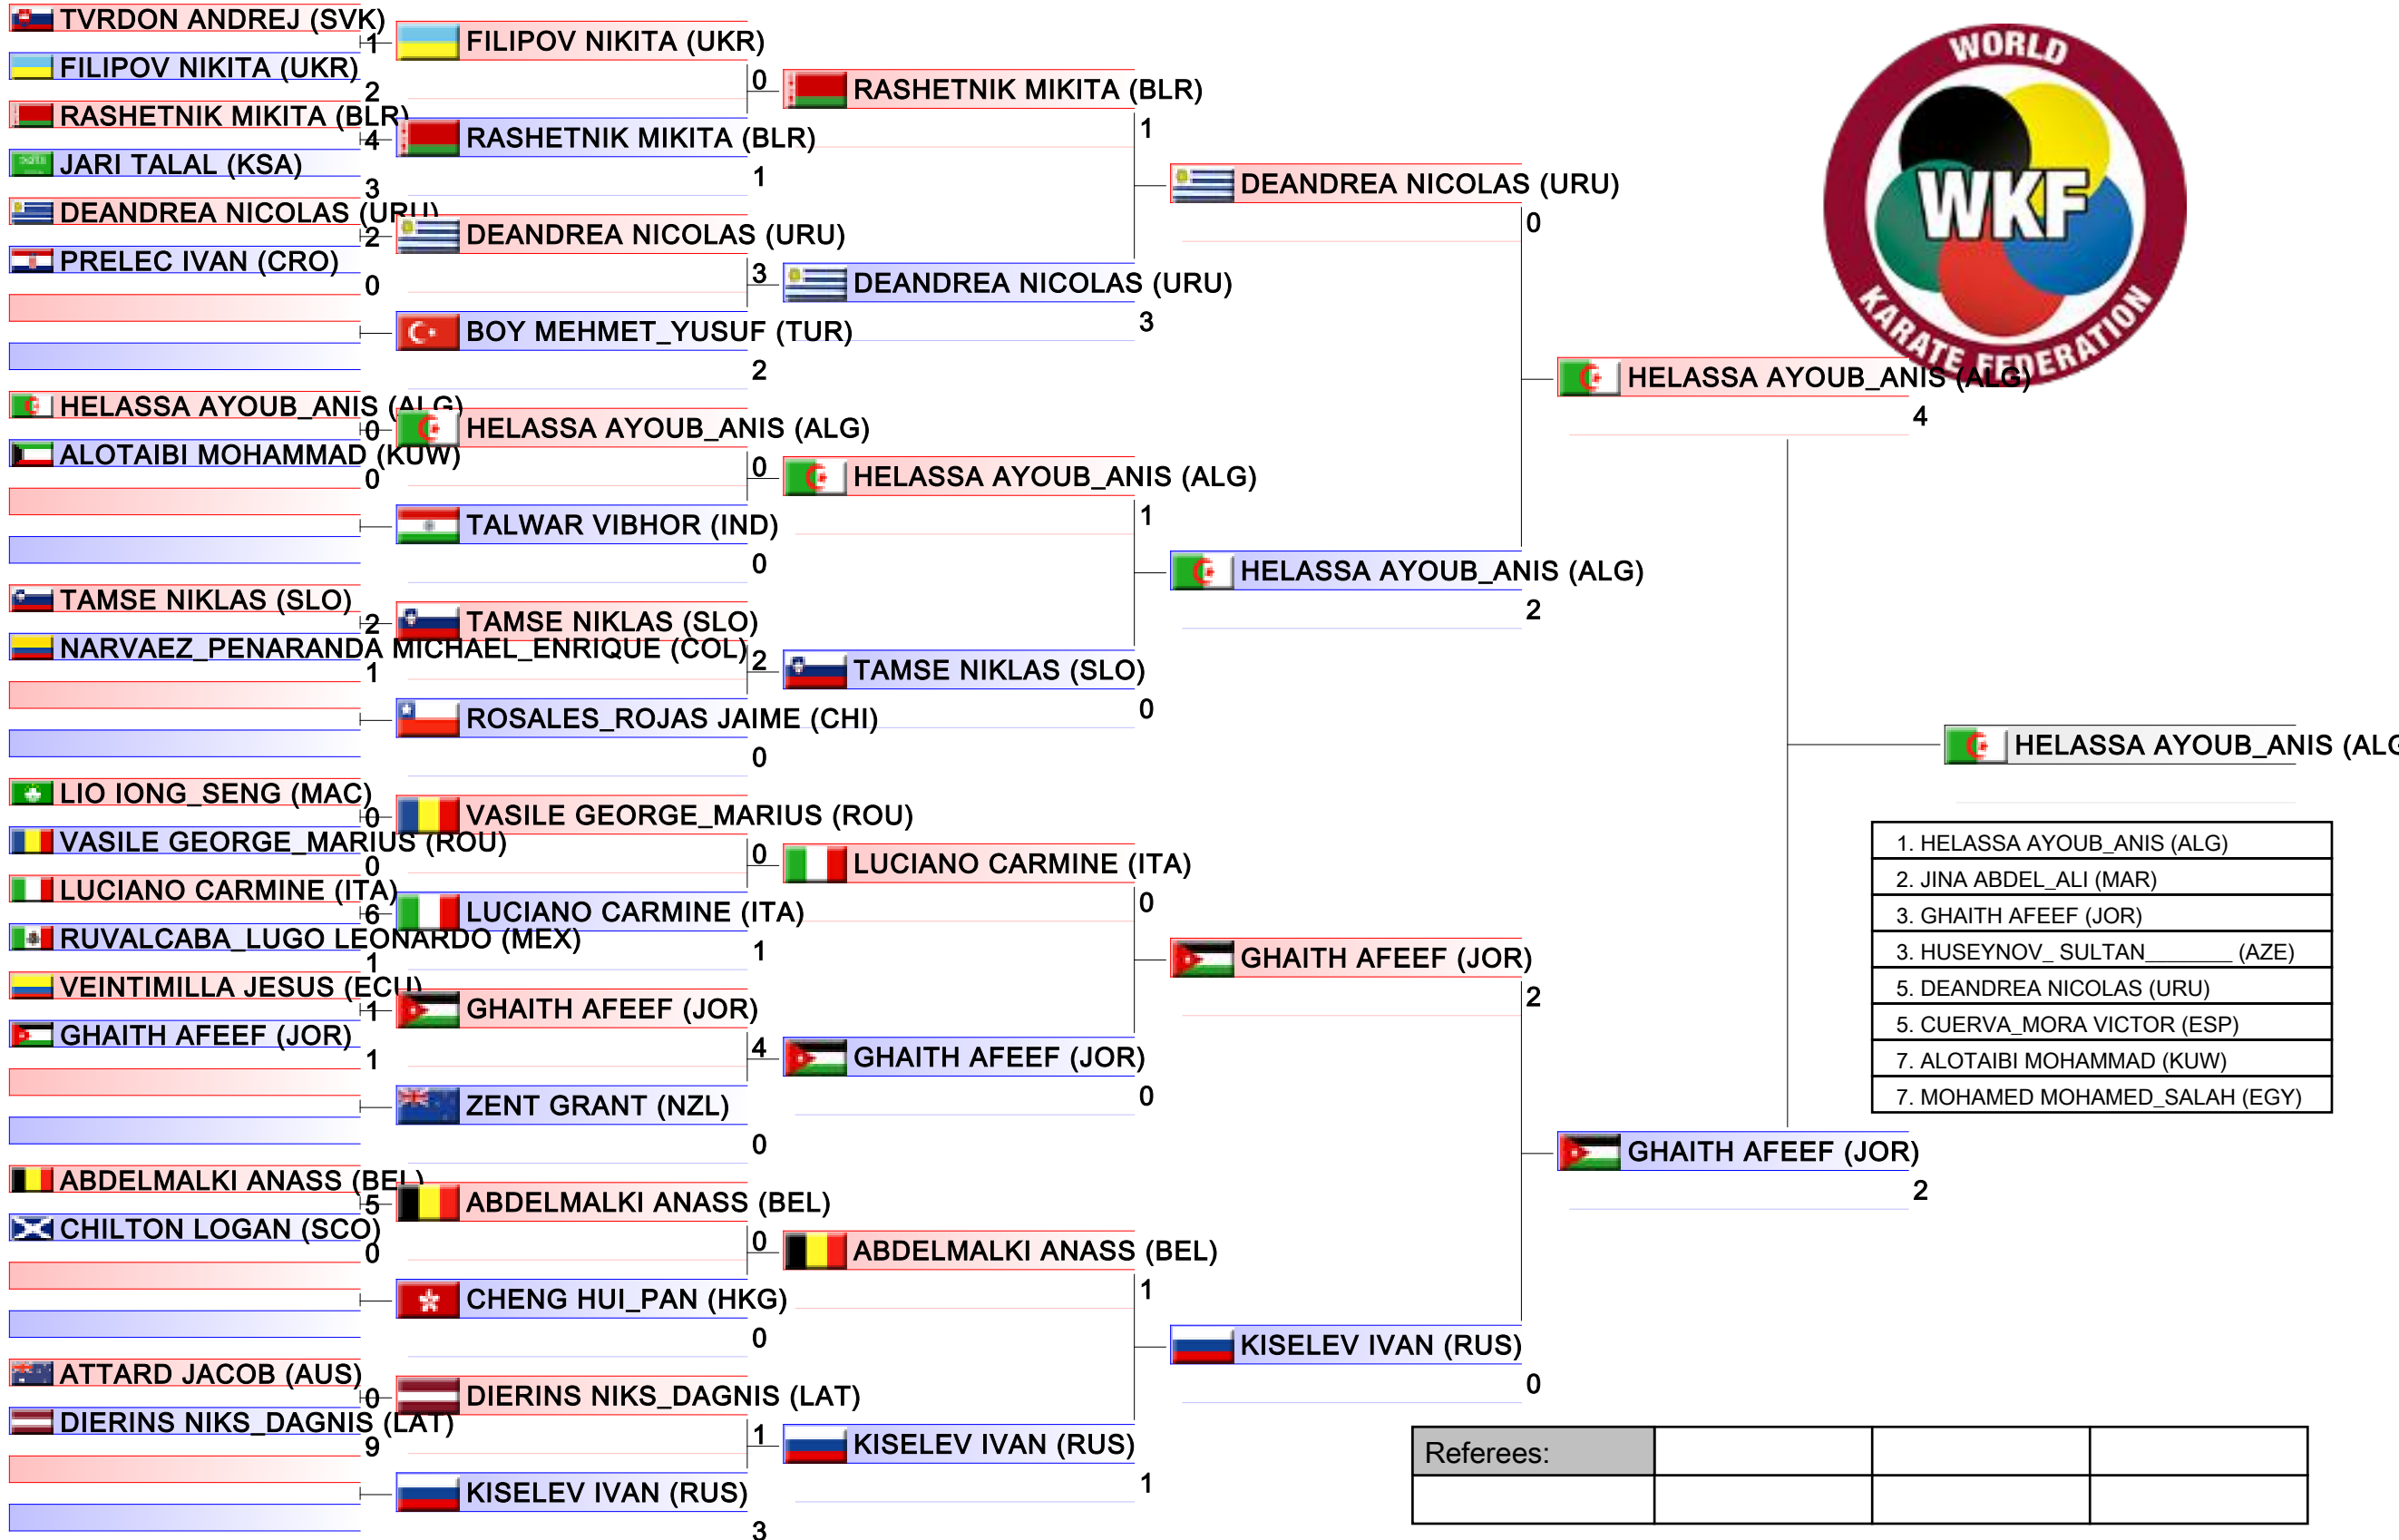 TVRDON ANDREJ (SVK)
1
FILIPOV NIKITA (UKR)
2
RASHETNIK MIKITA (BLR)
4
JARI TALAL (KSA)
3
DEANDREA NICOLAS (URU)
2
PRELEC IVAN (CRO)
0
HELASSA AYOUB_ANIS (ALG)
0
ALOTAIBI MOHAMMAD (KUW)
0
TAMSE NIKLAS (SLO)
2
NARVAEZ_PENARANDA MICHAEL_ENRIQUE (COL)
1
LIO IONG_SENG (MAC)
0
VASILE GEORGE_MARIUS (ROU)
0
LUCIANO CARMINE (ITA)
6
RUVALCABA_LUGO LEONARDO (MEX)
1
VEINTIMILLA JESUS (ECU)
1
GHAITH AFEEF (JOR)
1
ABDELMALKI ANASS (BEL)
5
CHILTON LOGAN (SCO)
0
ATTARD JACOB (AUS)
0
DIERINS NIKS_DAGNIS (LAT)
9
FILIPOV NIKITA (UKR)
0
RASHETNIK MIKITA (BLR)
1
DEANDREA NICOLAS (URU)
3
BOY MEHMET_YUSUF (TUR)
2
HELASSA AYOUB_ANIS (ALG)
0
TALWAR VIBHOR (IND)
0
TAMSE NIKLAS (SLO)
2
ROSALES_ROJAS JAIME (CHI)
0
VASILE GEORGE_MARIUS (ROU)
0
LUCIANO CARMINE (ITA)
1
GHAITH AFEEF (JOR)
4
ZENT GRANT (NZL)
0
ABDELMALKI ANASS (BEL)
0
CHENG HUI_PAN (HKG)
0
DIERINS NIKS_DAGNIS (LAT)
1
KISELEV IVAN (RUS)
3
RASHETNIK MIKITA (BLR)
1
DEANDREA NICOLAS (URU)
3
HELASSA AYOUB_ANIS (ALG)
1
TAMSE NIKLAS (SLO)
0
LUCIANO CARMINE (ITA)
0
GHAITH AFEEF (JOR)
0
ABDELMALKI ANASS (BEL)
1
KISELEV IVAN (RUS)
1
DEANDREA NICOLAS (URU)
0
HELASSA AYOUB_ANIS (ALG)
2
GHAITH AFEEF (JOR)
2
KISELEV IVAN (RUS)
0
WORLD
WKF
KARATE FEDERATION
HELASSA AYOUB_ANIS (ALG)
4
GHAITH AFEEF (JOR)
2
HELASSA AYOUB_ANIS (ALG
1. HELASSA AYOUB_ANIS (ALG)
2. JINA ABDEL_ALI (MAR)
3. GHAITH AFEEF (JOR)
3. HUSEYNOV_ SULTAN_______ (AZE)
5. DEANDREA NICOLAS (URU)
5. CUERVA_MORA VICTOR (ESP)
7. ALOTAIBI MOHAMMAD (KUW)
7. MOHAMED MOHAMED_SALAH (EGY)
Referees: